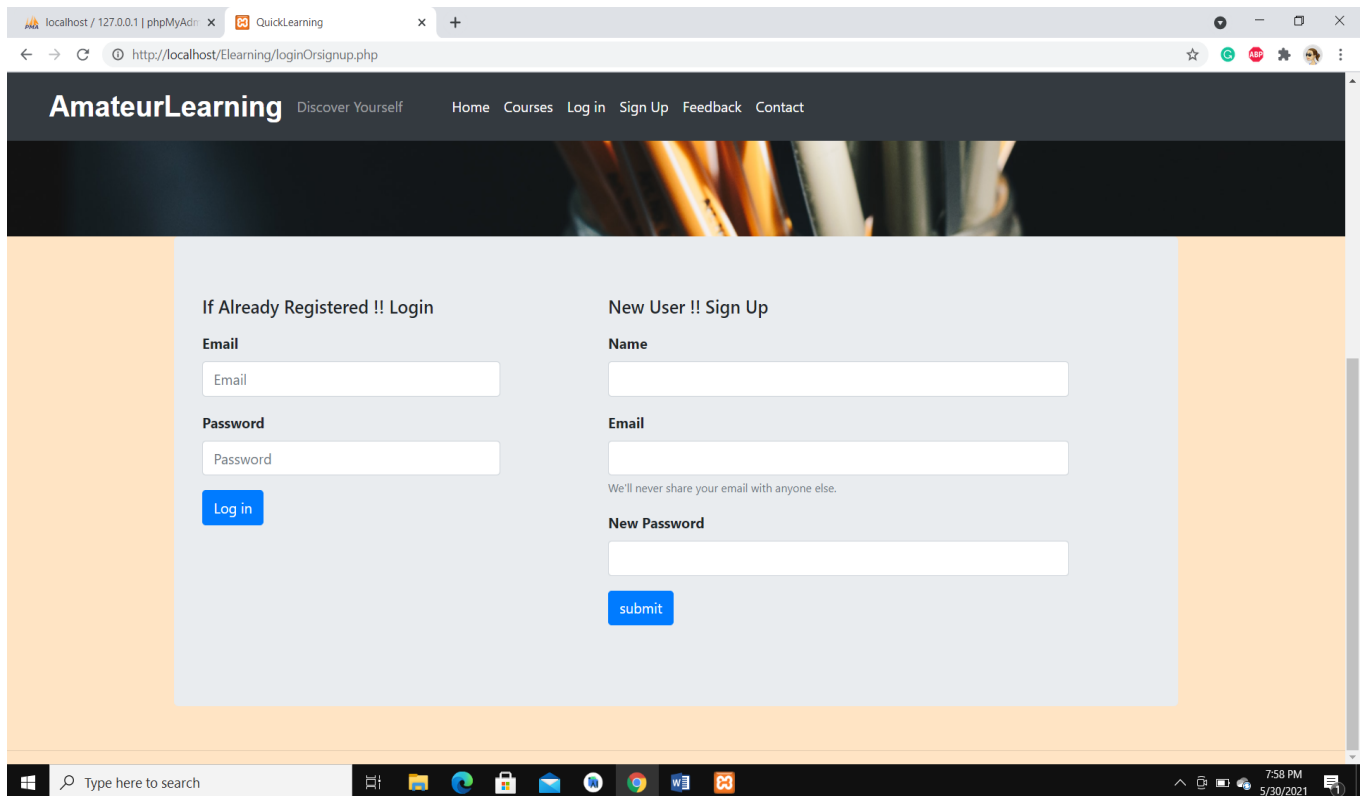 localhost / 127.0.0.1 | phpMyAdm
QuickLearning
http://localhost/Elearning/loginOrsignup.php
ABP
AmateurLearning Discover Yourself Home Courses Log in Sign Up Feedback Contact
If Already Registered !! Login
Email
Email
Password
Password
Log in
New User !! Sign Up
Name
Email
We'll never share your email with anyone else.
New Password
submit
Type here to search
7:58 PM
5/30/2021